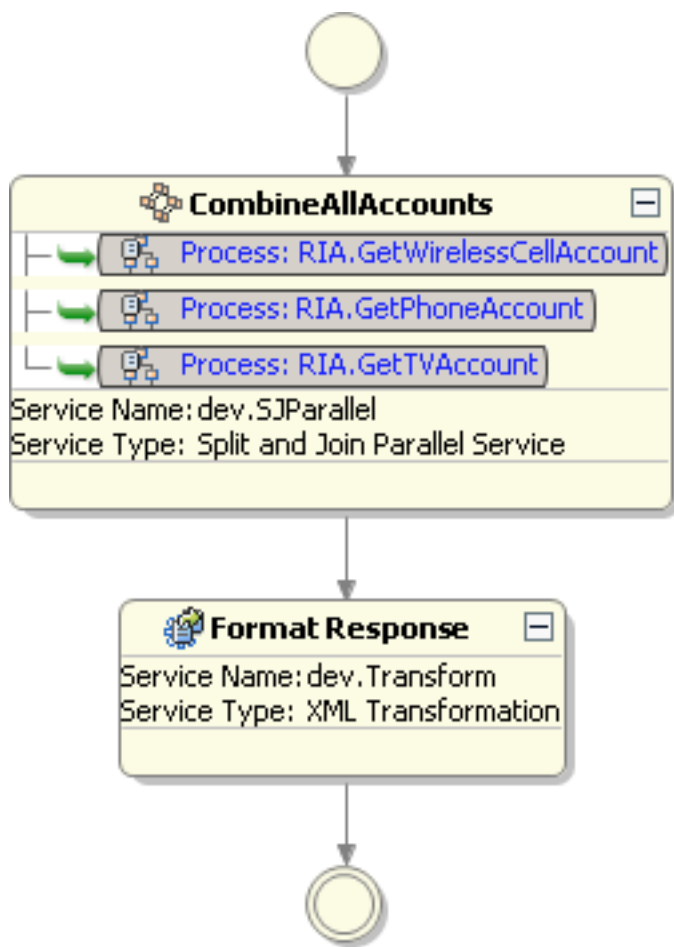 CombineAllAccounts
Process: RIA.GetWirelessCellAccount
Process: RIA.GetPhoneAccount
Process: RIA.GetTVAccount
Service Name: dev.SJParallel
Service Type: Split and Join Parallel Service
Format Response
Service Name: dev.Transform
Service Type: XML Transformation